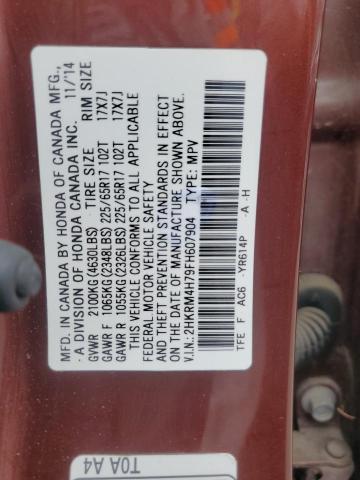 MFD. IN CANADA BY HONDA OF CANADA MFG.,
- A DIVISION OF HONDA CANADA INC. 11/'14
GVWR 2100KG(4630LBS) TIRE SIZE RIM SIZE
GAWR F 1065KG(2348LBS) 225/65R17 102T 17X7J
GAWR R 1055KG(2326LBS) 225/65R17 102T 17X7J
THIS VEHICLE CONFORMS TO ALL APPLICABLE
FEDERAL MOTOR VEHICLE SAFETY
AND THEFT PREVENTION STANDARDS IN EFFECT
ON THE DATE OF MANUFACTURE SHOWN ABOVE.
V.I.N.: 2HKRM4H79FH607904 TYPE: MPV
TFE F AC6 -YR614P -A -H
T0A A4